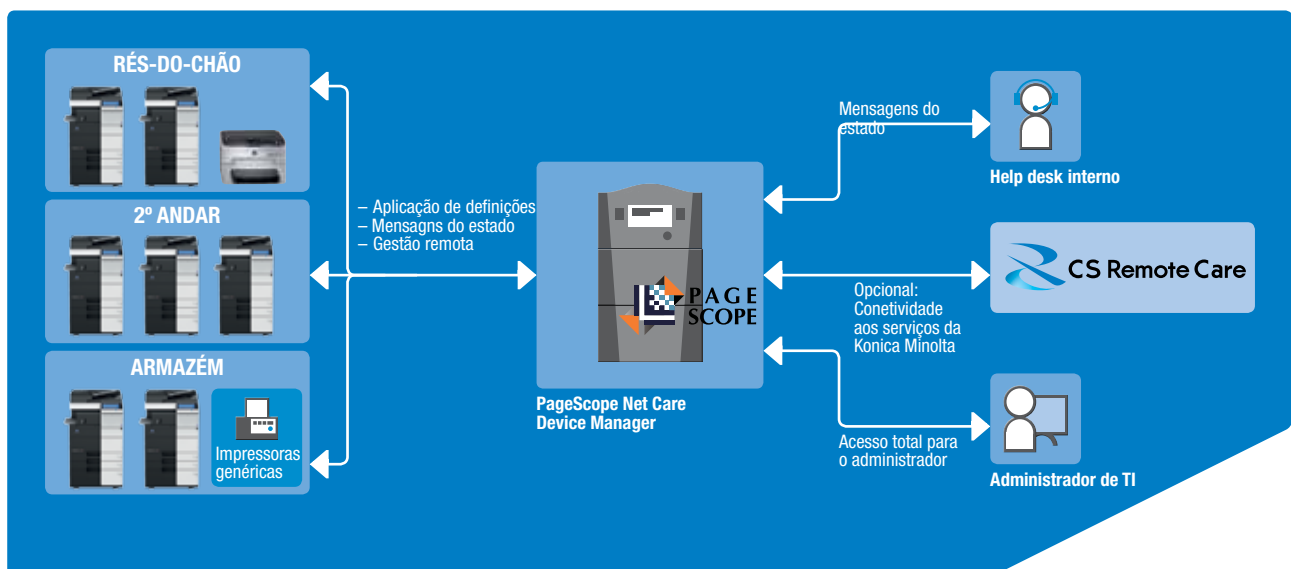 RÉS-DO-CHÃO
2º ANDAR
ARMAZÉM
Impressoras
genéricas
– Aplicação de definições
– Mensagns do estado
– Gestão remota
PAGE
SCOPE
PageScope Net Care
Device Manager
Mensagens do
estado
Opcional:
Conetividade
aos serviços da
Konica Minolta
Acesso total para
o administrador
Help desk interno
CS Remote Care
Administrador de TI